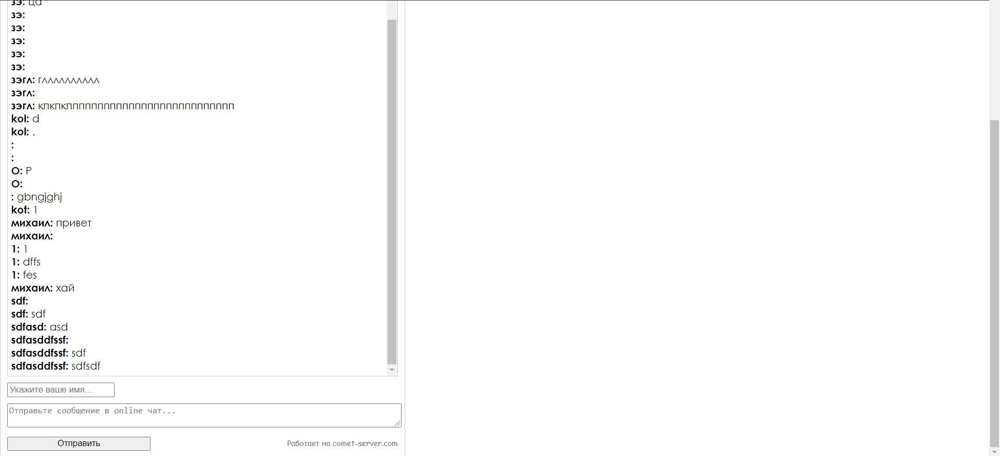 зэ: ца
зэ:
зэ:
зэ:
зэ:
зэ:
зэгл: глллллллллл
зэгл:
зэгл: кпкпкппппппппппппппппппппппппппп
kol: d
kol: .
:
:
O: P
O:
: gbngjghj
kot: 1
михаил: привет
михаил:
1: 1
1: dffs
1: fes
михаил: хай
sdf:
sdf: sdf
sdfasd: asd
sdfasddfssf:
sdfasddfssf: sdf
sdfasddfssf: sdfsdf
Укажите ваше имя...
Отправьте сообщение в online чат...
Отправить
Работает на comet-server.com